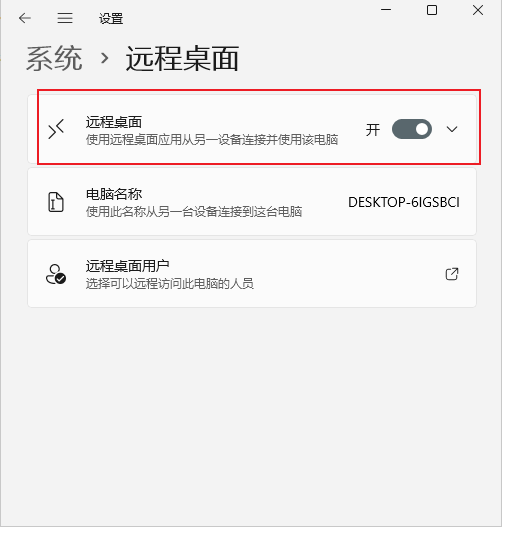 设置
系统 › 远程桌面
远程桌面
使用远程桌面应用从另一设备连接并使用该电脑
开
电脑名称
使用此名称从另一台设备连接到这台电脑
DESKTOP-6IGSBCI
远程桌面用户
选择可以远程访问此电脑的人员